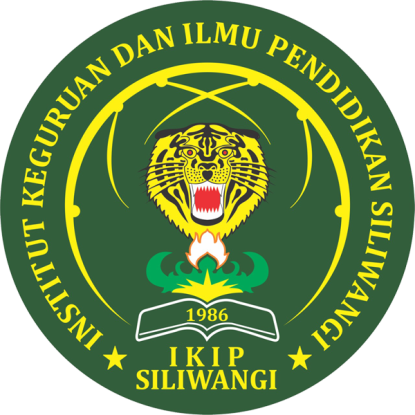 INSTITUT KEGURUAN DAN ILMU PENDIDIKAN SILIWANGI
1986
IKIP
SILIWANGI